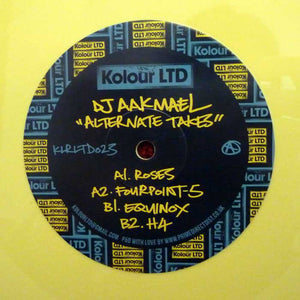 Kolour LTD
DJ AAKMAEL
"ALTERNATE TAKES"
KLRLTD023
A1. ROSES
A2. FOURPOINT-5
B1. EQUINOX
B2. H4